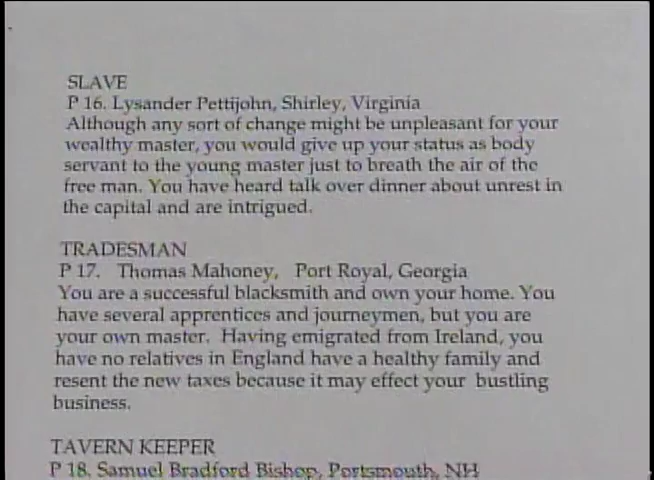 SLAVE
P 16. Lysander Pettijohn, Shirley, Virginia
Although any sort of change might be unpleasant for your
wealthy master, you would give up your status as body
servant to the young master just to breath the air of the
free man. You have heard talk over dinner about unrest in
the capital and are intrigued.
TRADESMAN
P 17. Thomas Mahoney, Port Royal, Georgia
You are a successful blacksmith and own your home. You
have several apprentices and journeymen, but you are
your own master. Having emigrated from Ireland, you
have no relatives in England have a healthy family and
resent the new taxes because it may effect your bustling
business.
TAVERN KEEPER
P 18. Samuel Bradford Bishop, Portsmouth, NH